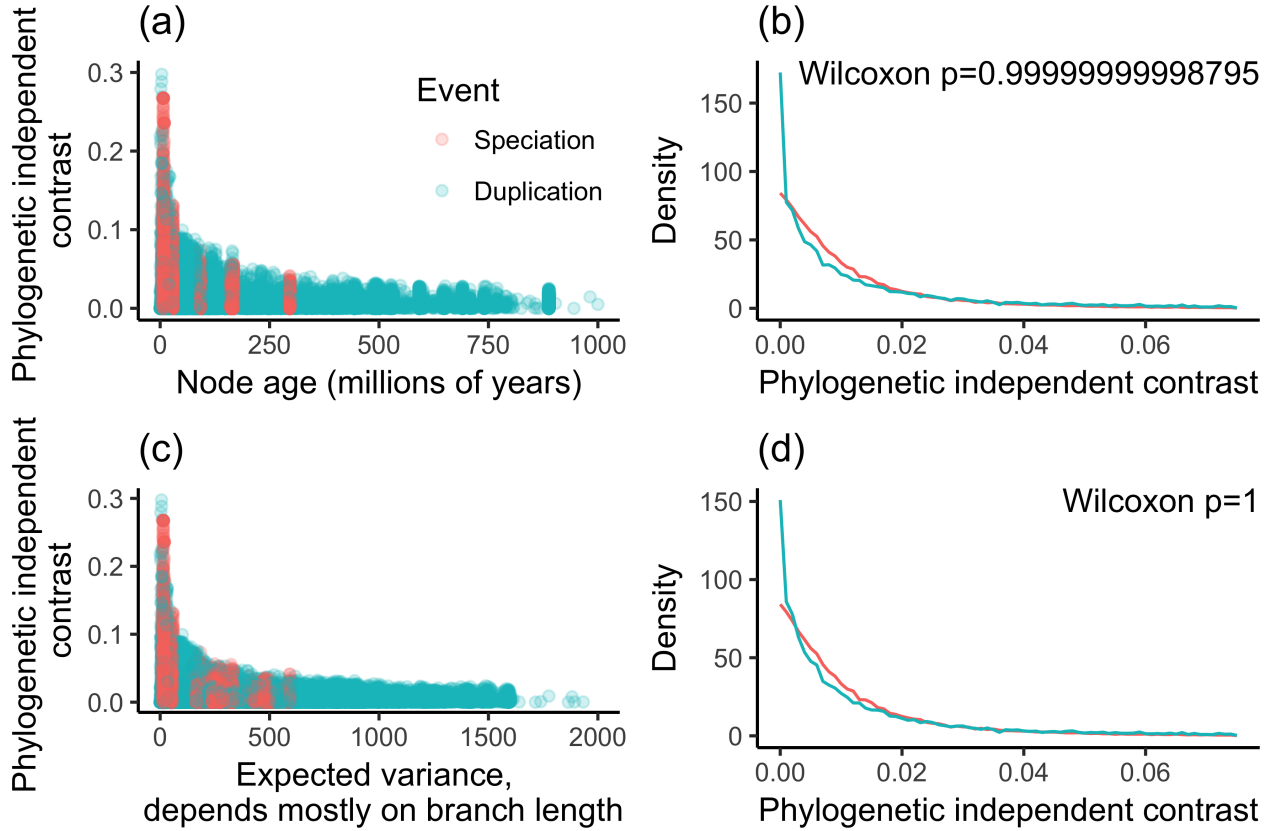 (a)
Phylogenetic independent
contrast
0.3
0.2
0.1
0.0
Event
Speciation
Duplication
0
250
500
750
1000
Node age (millions of years)
(b)
Wilcoxon p=0.99999999998795
Density
150
100
50
0
0.00
0.02
0.04
0.06
Phylogenetic independent contrast
(c)
Phylogenetic independent
contrast
0.3
0.2
0.1
0.0
0
500
1000
1500
2000
Expected variance,
depends mostly on branch length
(d)
Wilcoxon p=1
Density
150
100
50
0
0.00
0.02
0.04
0.06
Phylogenetic independent contrast